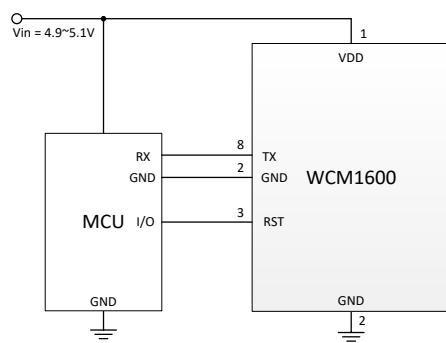 Vin = 4.9~5.1V
1
VDD
RX
8
TX
GND
2
GND
WCM1600
MCU
I/O
3
RST
GND
GND
2